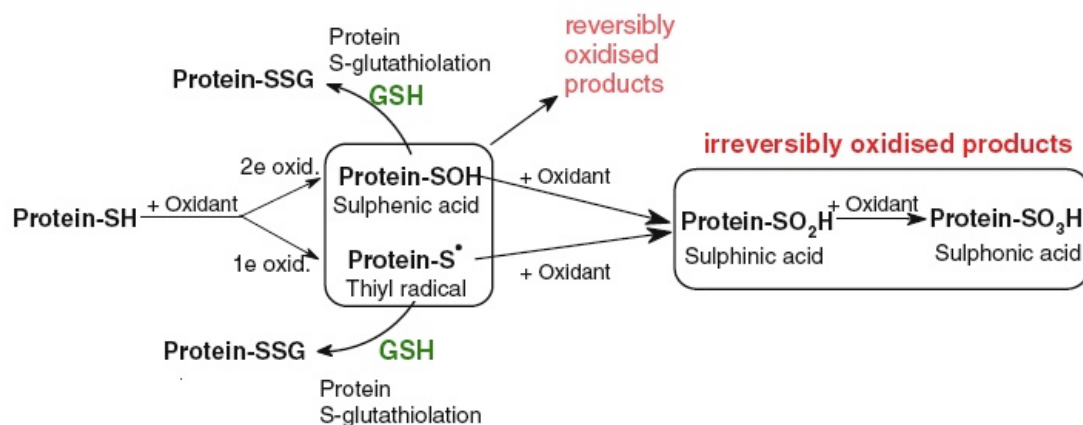 Protein
S-glutathiolation
reversibly
oxidised
products
Protein-SSG
GSH
irreversibly oxidised products
2e oxid.
Protein-SOH
Sulphenic acid
+ Oxidant
Protein-SH
+ Oxidant
Protein-SO₂H
+ Oxidant
Protein-SO₃H
Sulphinic acid
Sulphonic acid
1e oxid.
Protein-S•
Thiyl radical
+ Oxidant
Protein-SSG
GSH
Protein
S-glutathiolation